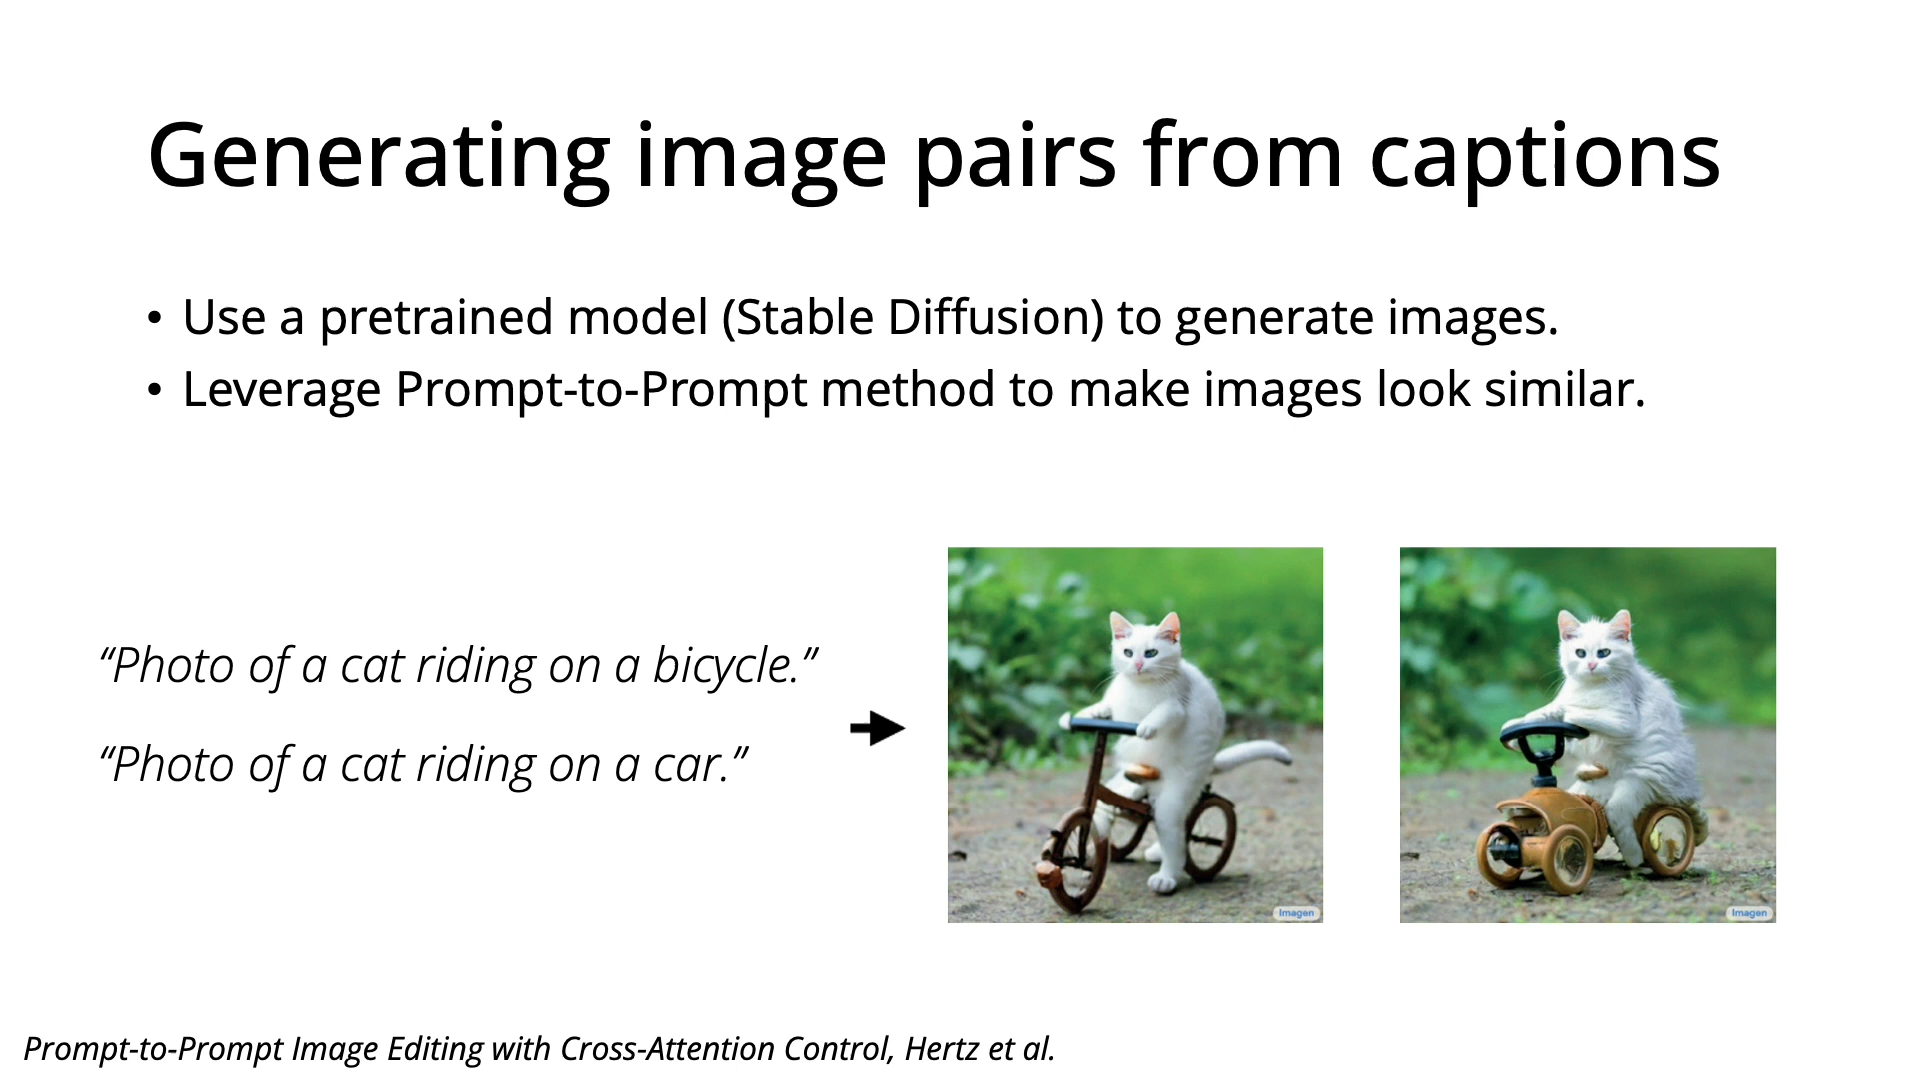 Generating image pairs from captions
• Use a pretrained model (Stable Diffusion) to generate images.
• Leverage Prompt-to-Prompt method to make images look similar.
“Photo of a cat riding on a bicycle.”
“Photo of a cat riding on a car.”
Imagen
Imagen
Prompt-to-Prompt Image Editing with Cross-Attention Control, Hertz et al.